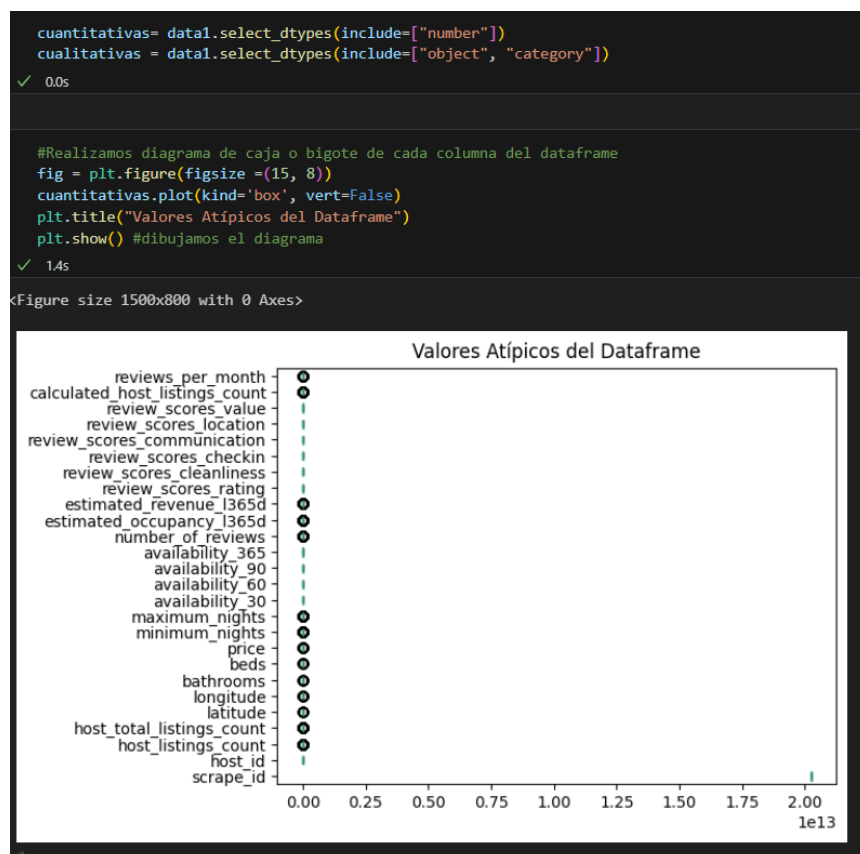 cuantitativas= data1.select_dtypes(include=["number"])
cualitativas = data1.select_dtypes(include=["object", "category"])
✓ 0.0s
#Realizamos diagrama de caja o bigote de cada columna del dataframe
fig = plt.figure(figsize =(15, 8))
cuantitativas.plot(kind='box', vert=False)
plt.title("Valores Atípicos del Dataframe")
plt.show() #dibujamos el diagrama
✓ 1.4s
<Figure size 1500x800 with 0 Axes>
Valores Atípicos del Dataframe
reviews_per_month
calculated_host_listings_count
review_scores_value
review_scores_location
review_scores_communication
review_scores_checkin
review_scores_cleanliness
review_scores_rating
estimated_revenue_l365d
estimated_occupancy_l365d
number_of_reviews
availability_365
availability_90
availability_60
availability_30
maximum_nights
minimum_nights
price
beds
bathrooms
longitude
latitude
host_total_listings_count
host_listings_count
host_id
scrape_id
0.00 0.25 0.50 0.75 1.00 1.25 1.50 1.75 2.00
1e13